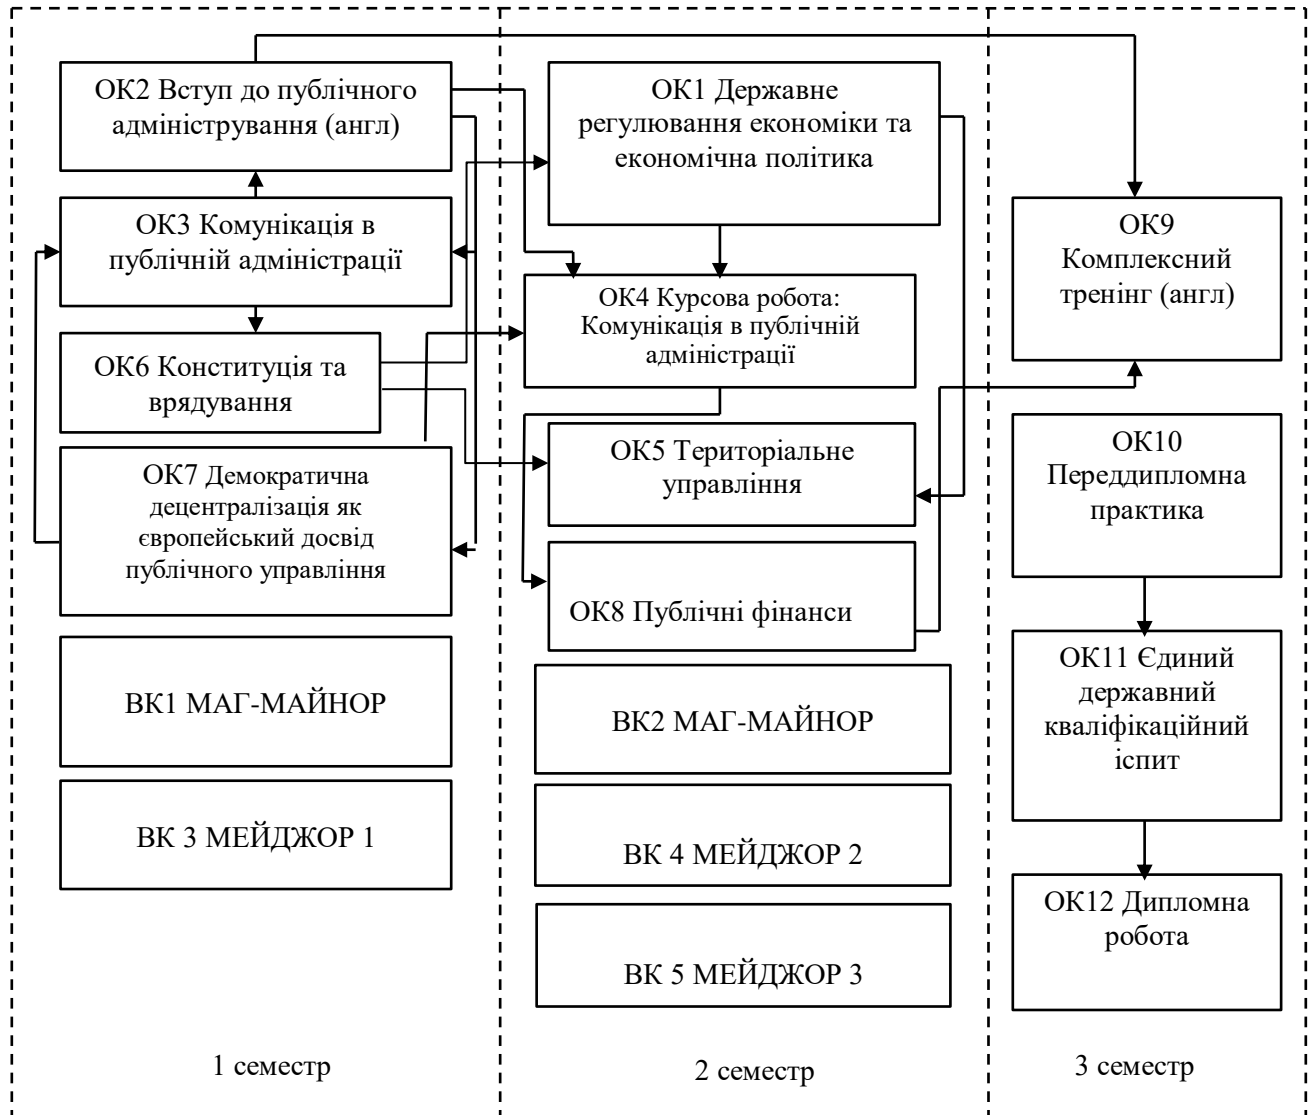 ОК2 Вступ до публічного
адміністрування (англ)
ОК3 Комунікація в
публічній адміністрації
ОК6 Конституція та
врядування
ОК7 Демократична
децентралізація як
європейський досвід
публічного управління
ВК1 МАГ-МАЙНОР
ВК 3 МЕЙДЖОР 1
1 семестр
ОК1 Державне
регулювання економіки та
економічна політика
ОК4 Курсова робота:
Комунікація в публічній
адміністрації
ОК5 Територіальне
управління
ОК8 Публічні фінанси
ВК2 МАГ-МАЙНОР
ВК 4 МЕЙДЖОР 2
ВК 5 МЕЙДЖОР 3
2 семестр
ОК9
Комплексний
тренінг (англ)
ОК10
Переддипломна
практика
ОК11 Єдиний
державний
кваліфікаційний
іспит
ОК12 Дипломна
робота
3 семестр